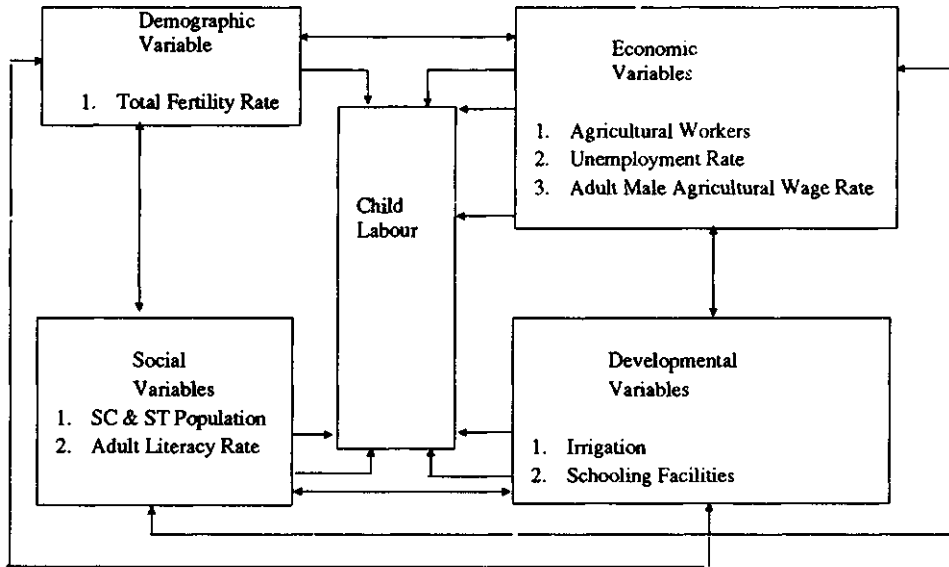 Demographic
Variable
1. Total Fertility Rate
Economic
Variables
1. Agricultural Workers
2. Unemployment Rate
3. Adult Male Agricultural Wage Rate
Child
Labour
Social
Variables
1. SC & ST Population
2. Adult Literacy Rate
Developmental
Variables
1. Irrigation
2. Schooling Facilities